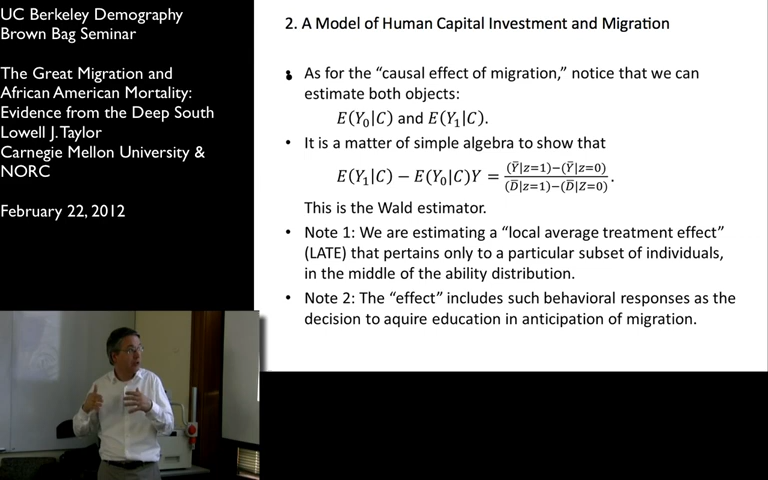 UC Berkeley Demography
Brown Bag Seminar
The Great Migration and
African American Mortality:
Evidence from the Deep South
Lowell J. Taylor
Carnegie Mellon University &
NORC
February 22, 2012
2. A Model of Human Capital Investment and Migration
• As for the “causal effect of migration,” notice that we can
estimate both objects:
E(Y₀|C) and E(Y₁|C).
• It is a matter of simple algebra to show that
E(Y₁|C) − E(Y₀|C)Y = (Ȳ|z=1)−(Ȳ|z=0) / (D̄|z=1)−(D̄|Z=0).
This is the Wald estimator.
• Note 1: We are estimating a “local average treatment effect”
(LATE) that pertains only to a particular subset of individuals,
in the middle of the ability distribution.
• Note 2: The “effect” includes such behavioral responses as the
decision to aquire education in anticipation of migration.